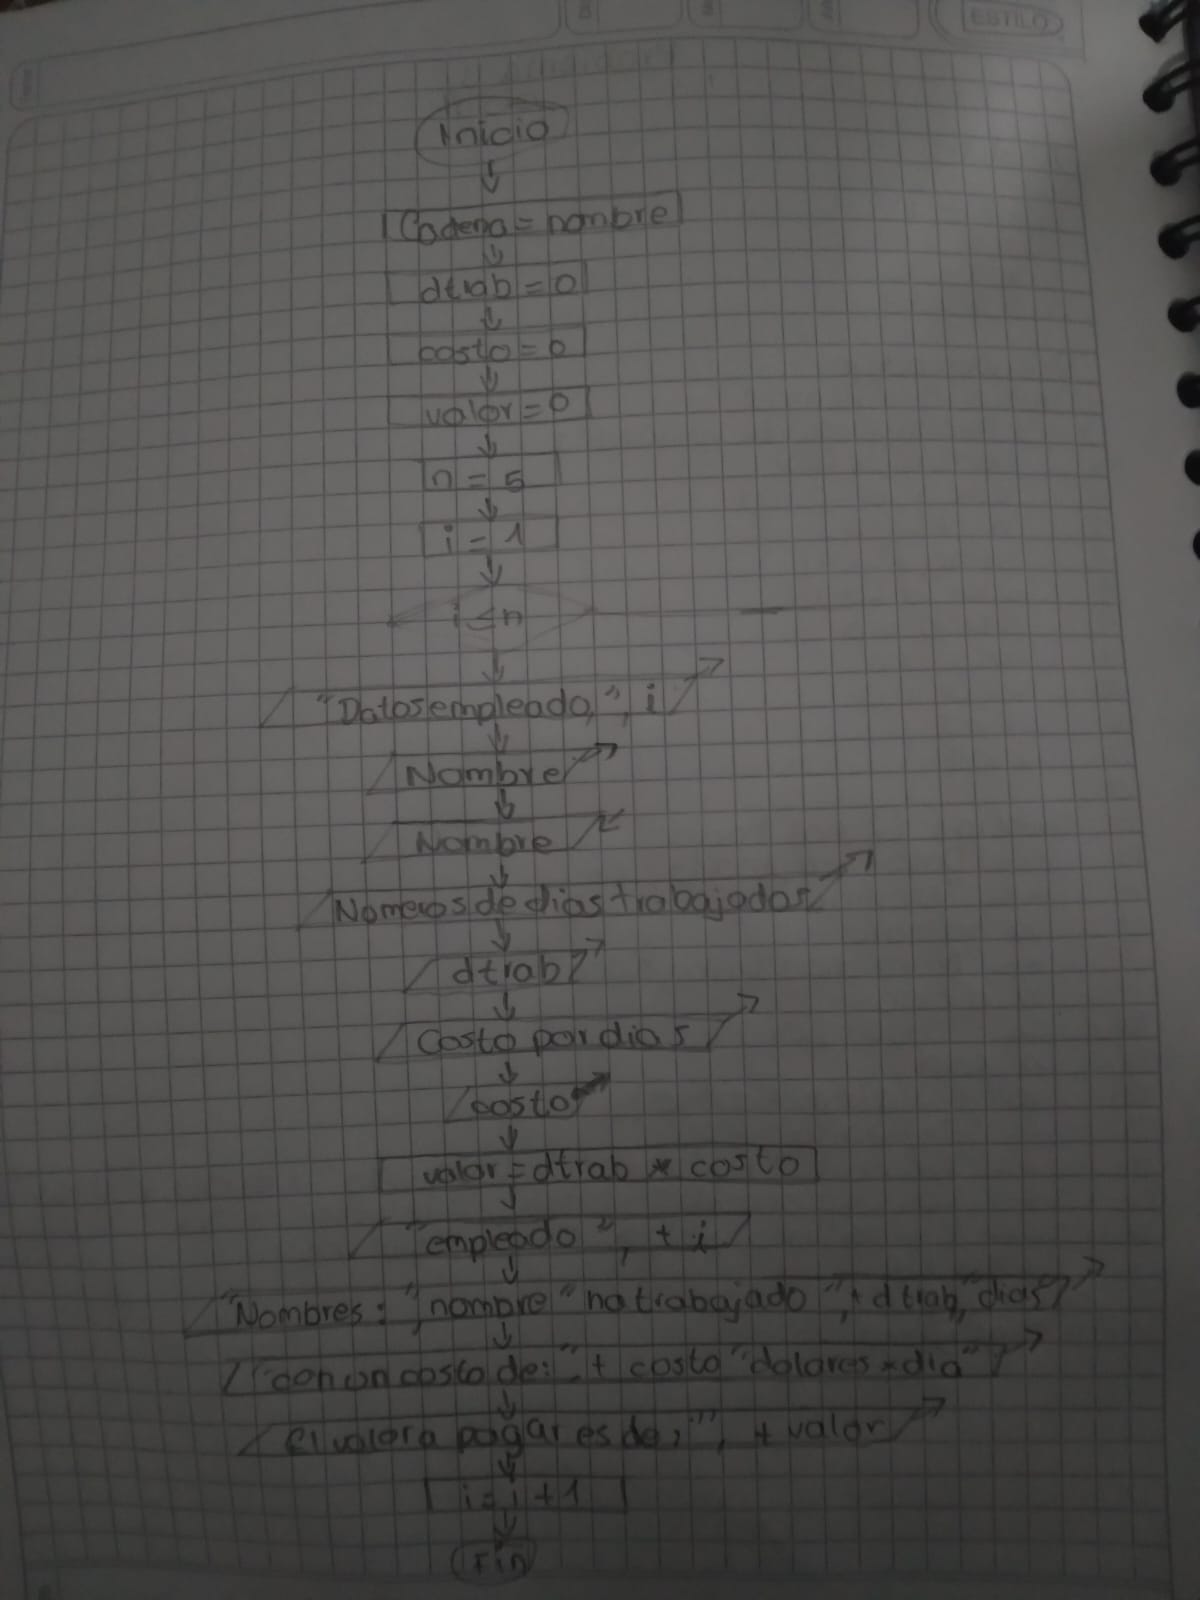 ESTILO
Inicio
Cadena = nombre
dtrab = 0
costo = 0
valor = 0
n = 5
i = 1
i ≤ n
"Datos empleado,", i
Nombre
Nombre
Numeros de dias trabajados
dtrab
Costo por dias
costo
valor = dtrab * costo
"empleado", + i
"Nombres: ", nombre "ha trabajado", + dtrab, "dias"
"con un costo de: ", + costo "dolares * dia"
El valor a pagar es de, "", + valor
i = i + 1
Fin